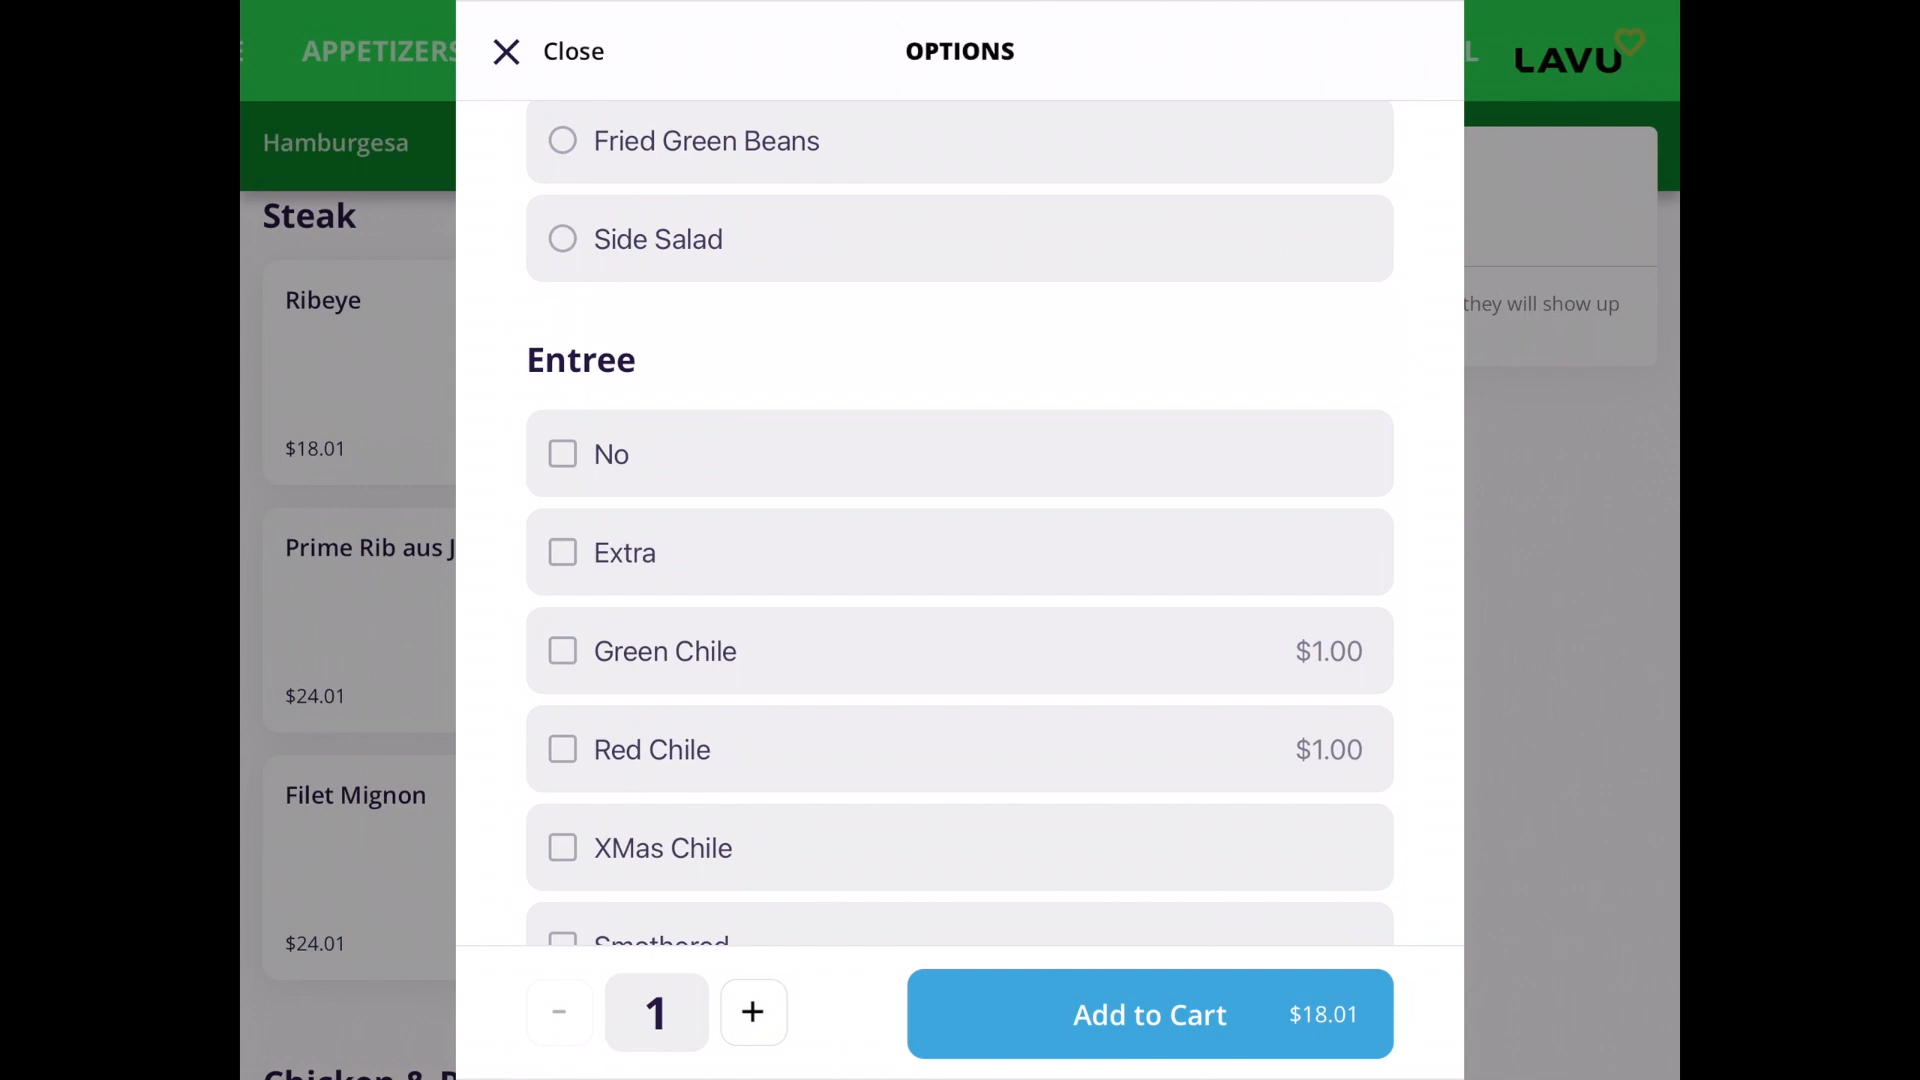 APPETIZERS
LAVU
Hamburgesa
Steak
Ribeye
$18.01
Prime Rib aus
$24.01
Filet Mignon
$24.01
they will show up
Close
OPTIONS
Fried Green Beans
Side Salad
Entree
No
Extra
Green Chile $1.00
Red Chile $1.00
XMas Chile
Smothered
- 1 +
Add to Cart $18.01